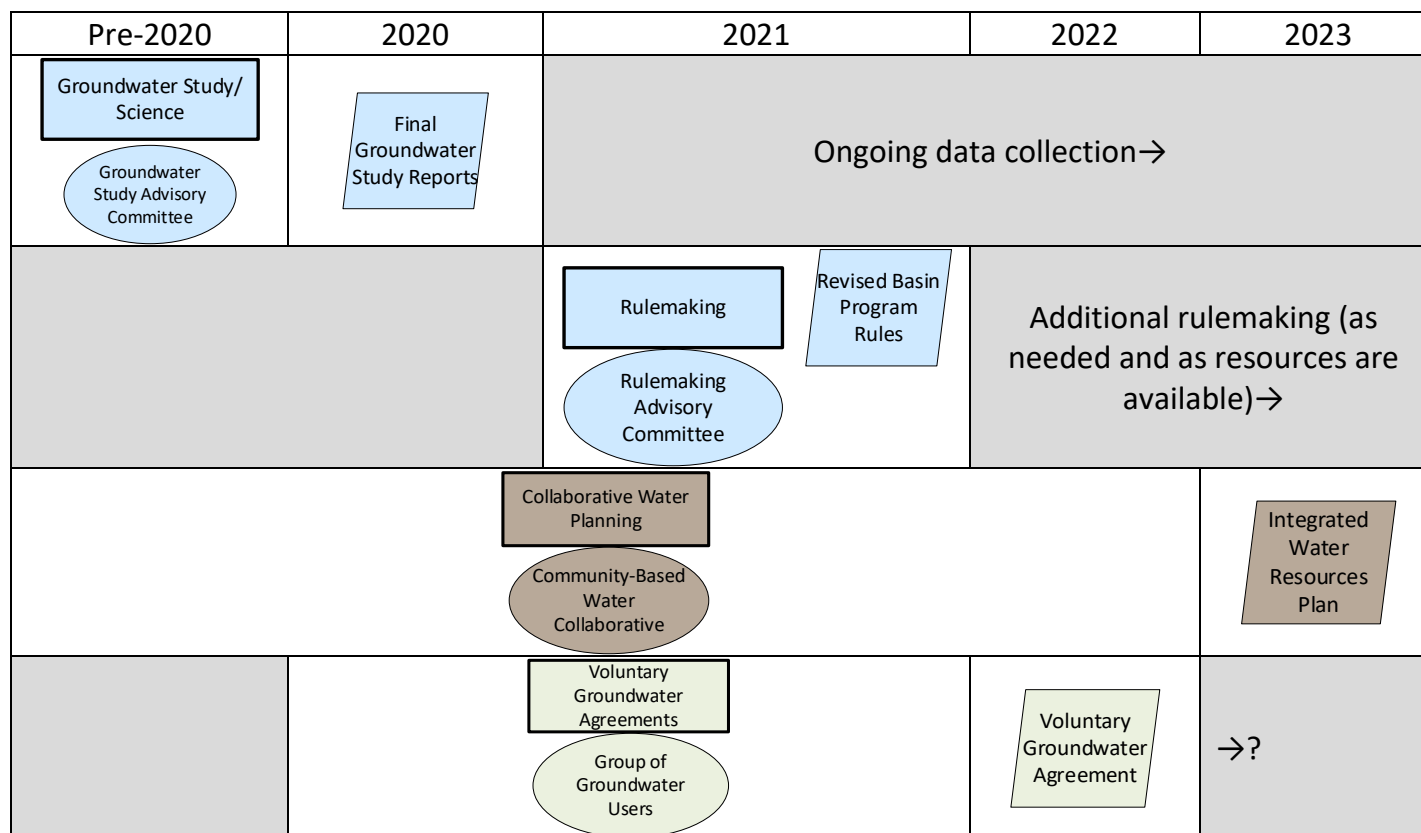 Pre-2020
2020
2021
2022
2023
Groundwater Study/
Science
Groundwater
Study Advisory
Committee
Final
Groundwater
Study Reports
Ongoing data collection→
Rulemaking
Rulemaking
Advisory
Committee
Revised Basin
Program
Rules
Additional rulemaking (as
needed and as resources are
available)→
Collaborative Water
Planning
Community-Based
Water
Collaborative
Integrated
Water
Resources
Plan
Voluntary
Groundwater
Agreements
Group of
Groundwater
Users
Voluntary
Groundwater
Agreement
→?